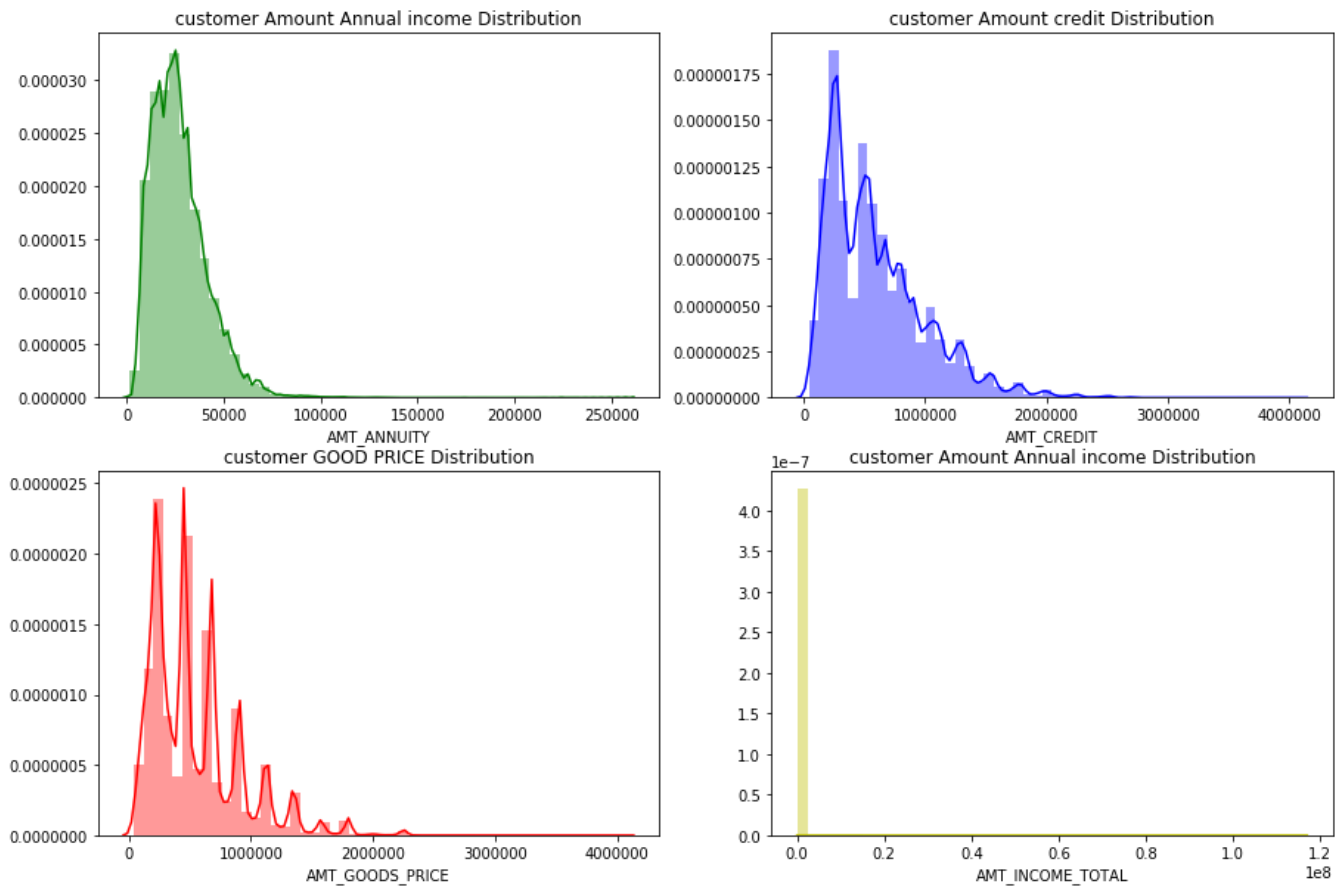 customer Amount Annual income Distribution
0.000030
0.000025
0.000020
0.000015
0.000010
0.000005
0.000000
0 50000 100000 150000 200000 250000
AMT_ANNUITY
customer Amount credit Distribution
0.00000175
0.00000150
0.00000125
0.00000100
0.00000075
0.00000050
0.00000025
0.00000000
0 1000000 2000000 3000000 4000000
AMT_CREDIT
customer GOOD PRICE Distribution
0.0000025
0.0000020
0.0000015
0.0000010
0.0000005
0.0000000
0 1000000 2000000 3000000 4000000
AMT_GOODS_PRICE
1e−7 customer Amount Annual income Distribution
4.0
3.5
3.0
2.5
2.0
1.5
1.0
0.5
0.0
0.0 0.2 0.4 0.6 0.8 1.0 1.2
1e8
AMT_INCOME_TOTAL